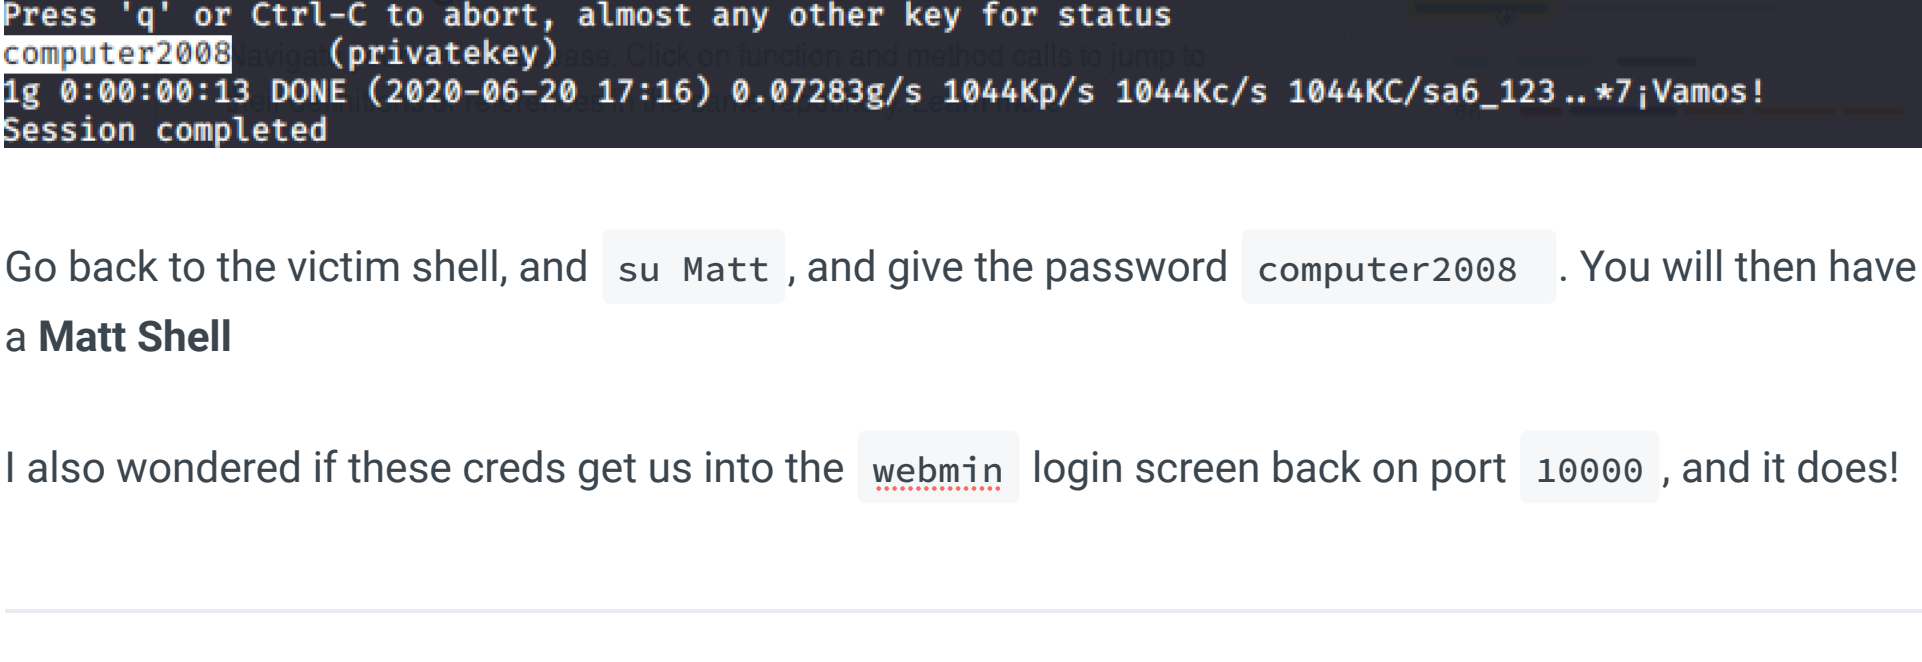 Press 'q' or Ctrl-C to abort, almost any other key for status
computer2008     (privatekey)
1g 0:00:00:13 DONE (2020-06-20 17:16) 0.07283g/s 1044Kp/s 1044Kc/s 1044KC/sa6_123..*7¡Vamos!
Session completed
Go back to the victim shell, and su Matt , and give the password computer2008 . You will then have
a Matt Shell
I also wondered if these creds get us into the webmin login screen back on port 10000 , and it does!